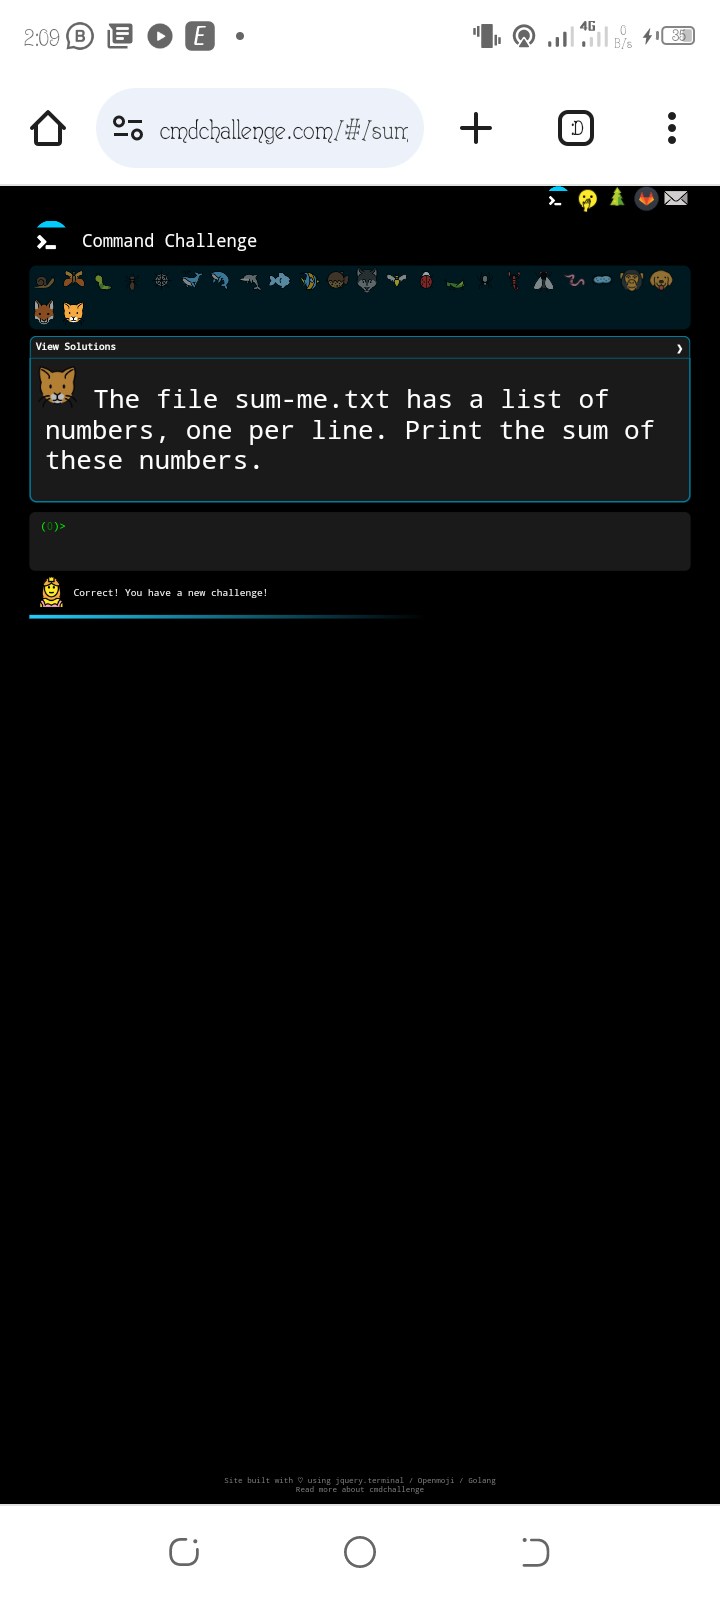 2:09
4G
0
B/s
35
cmdchallenge.com/#/sum
:D
Command Challenge
View Solutions
The file sum-me.txt has a list of
numbers, one per line. Print the sum of
these numbers.
(0)>
Correct! You have a new challenge!
Site built with ♡ using jquery.terminal / Openmoji / Golang
Read more about cmdchallenge